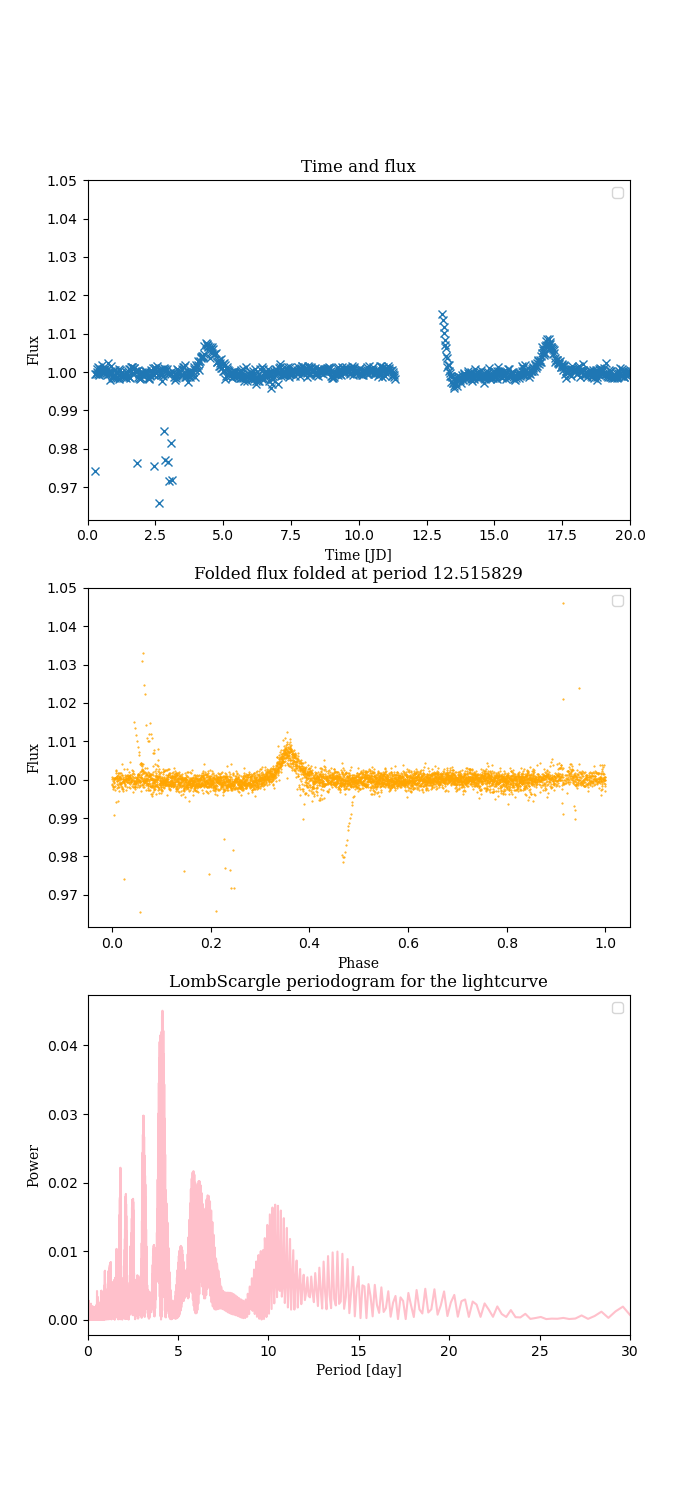 Time and flux
1.05
1.04
1.03
1.02
1.01
1.00
0.99
0.98
0.97
Flux
0.0 2.5 5.0 7.5 10.0 12.5 15.0 17.5 20.0
Time [JD]
Folded flux folded at period 12.515829
1.05
1.04
1.03
1.02
1.01
1.00
0.99
0.98
0.97
Flux
0.0 0.2 0.4 0.6 0.8 1.0
Phase
LombScargle periodogram for the lightcurve
0.04
0.03
0.02
0.01
0.00
Power
0 5 10 15 20 25 30
Period [day]